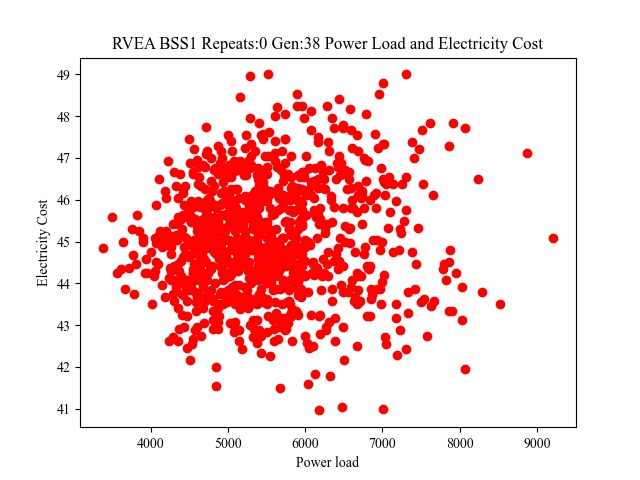 RVEA BSS1 Repeats:0 Gen:38 Power Load and Electricity Cost
49
48
47
46
45
44
43
42
41
Electricity Cost
4000 5000 6000 7000 8000 9000
Power load